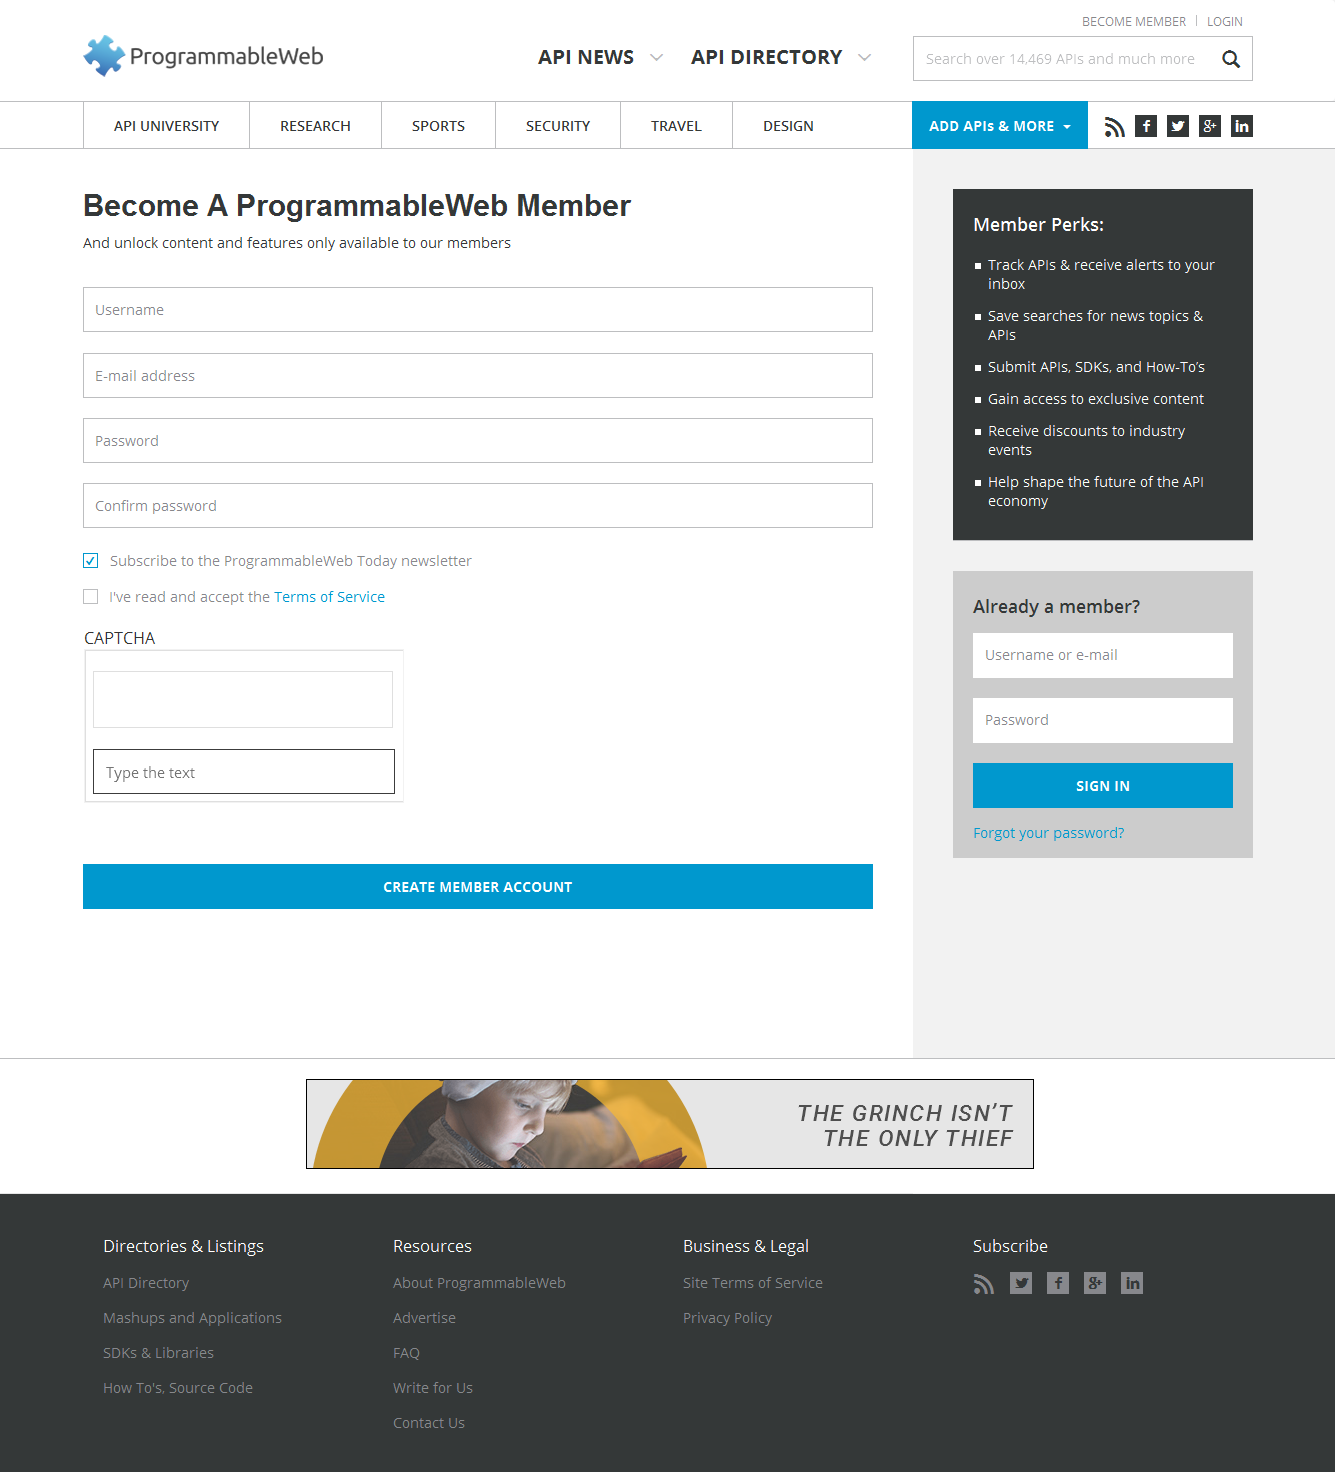 BECOME MEMBER
LOGIN
ProgrammableWeb
API NEWS
API DIRECTORY
Search over 14,469 APIs and much more
API UNIVERSITY
RESEARCH
SPORTS
SECURITY
TRAVEL
DESIGN
ADD APIs & MORE
Become A ProgrammableWeb Member
And unlock content and features only available to our members
Username
E-mail address
Password
Confirm password
Subscribe to the ProgrammableWeb Today newsletter
I've read and accept the Terms of Service
CAPTCHA
Type the text
CREATE MEMBER ACCOUNT
Member Perks:
Track APIs & receive alerts to your
inbox
Save searches for news topics &
APIs
Submit APIs, SDKs, and How-To’s
Gain access to exclusive content
Receive discounts to industry
events
Help shape the future of the API
economy
Already a member?
Username or e-mail
Password
SIGN IN
Forgot your password?
THE GRINCH ISN’T
THE ONLY THIEF
Directories & Listings
API Directory
Mashups and Applications
SDKs & Libraries
How To's, Source Code
Resources
About ProgrammableWeb
Advertise
FAQ
Write for Us
Contact Us
Business & Legal
Site Terms of Service
Privacy Policy
Subscribe